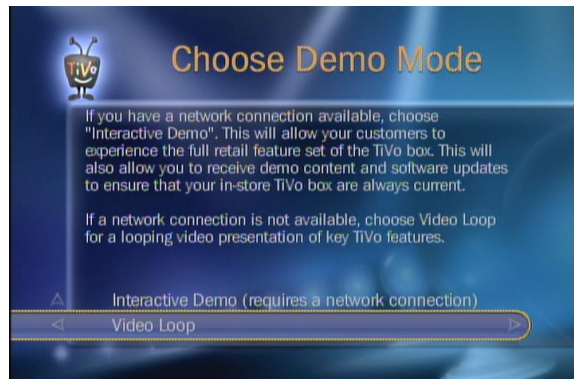 TiVo
Choose Demo Mode
If you have a network connection available, choose
"Interactive Demo". This will allow your customers to
experience the full retail feature set of the TiVo box. This will
also allow you to receive demo content and software updates
to ensure that your in-store TiVo box are always current.
If a network connection is not available, choose Video Loop
for a looping video presentation of key TiVo features.
Interactive Demo (requires a network connection)
Video Loop